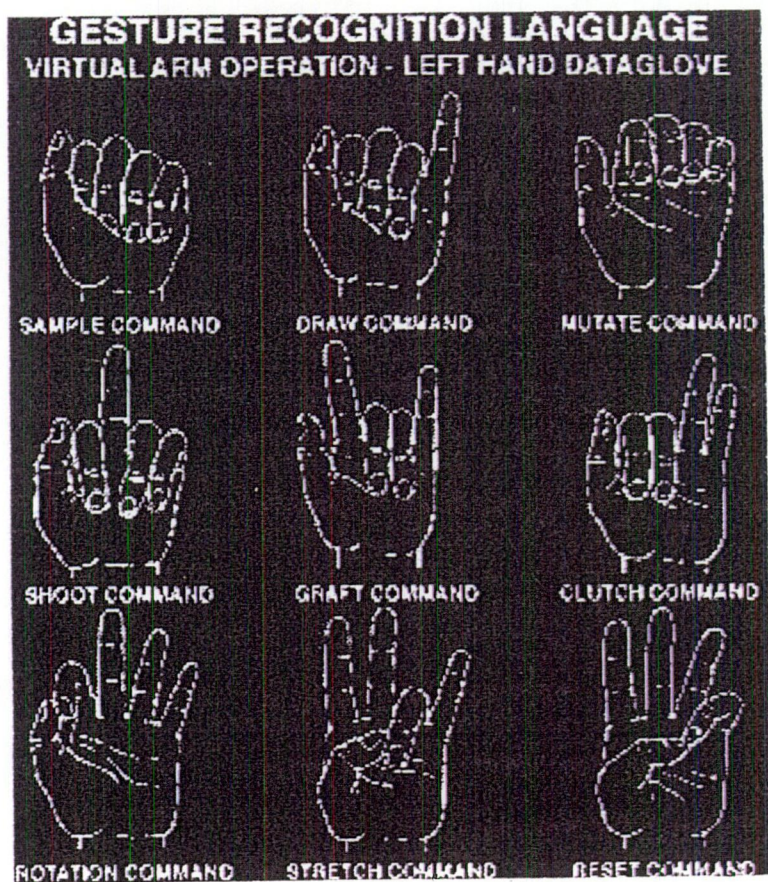 GESTURE RECOGNITION LANGUAGE
VIRTUAL ARM OPERATION - LEFT HAND DATAGLOVE
SAMPLE COMMAND DRAW COMMAND MUTATE COMMAND
SHOOT COMMAND GRAFT COMMAND CLUTCH COMMAND
ROTATION COMMAND STRETCH COMMAND RESET COMMAND